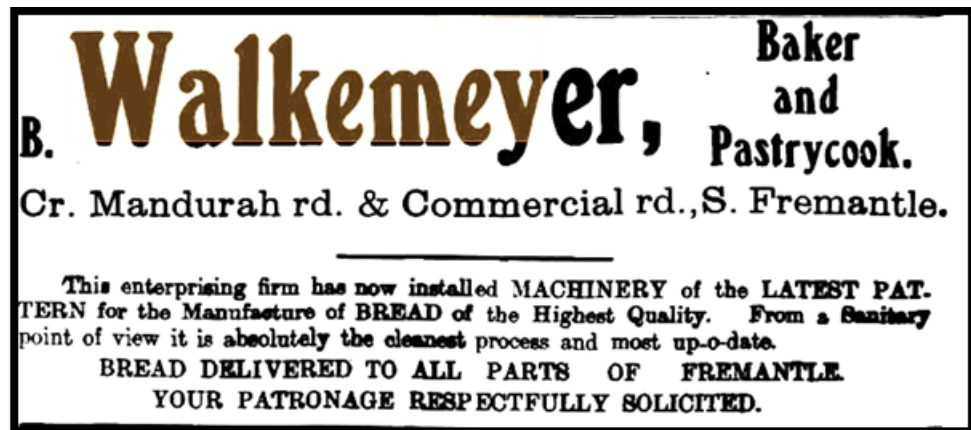 B. Walkemeyer,
Baker
and
Pastrycook.
Cr. Mandurah rd. & Commercial rd., S. Fremantle.
This enterprising firm has now installed MACHINERY of the LATEST PAT-
TERN for the Manufacture of BREAD of the Highest Quality. From a Sanitary
point of view it is absolutely the cleanest process and most up-o-date.
BREAD DELIVERED TO ALL PARTS OF FREMANTLE.
YOUR PATRONAGE RESPECTFULLY SOLICITED.